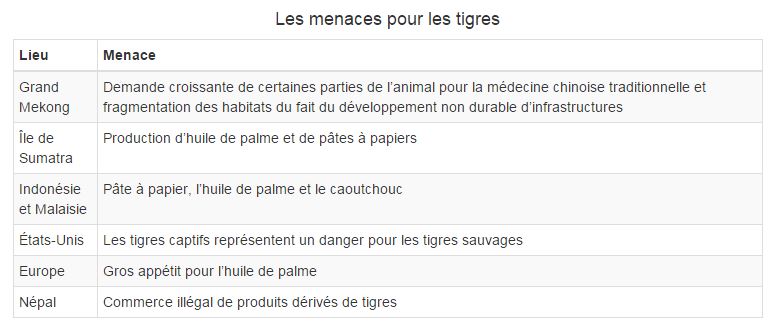 Les menaces pour les tigres
Lieu Menace
Grand Mekong Demande croissante de certaines parties de l’animal pour la médecine chinoise traditionnelle et
fragmentation des habitats du fait du développement non durable d’infrastructures
Île de Sumatra Production d’huile de palme et de pâtes à papiers
Indonésie et Malaisie Pâte à papier, l’huile de palme et le caoutchouc
États-Unis Les tigres captifs représentent un danger pour les tigres sauvages
Europe Gros appétit pour l’huile de palme
Népal Commerce illégal de produits dérivés de tigres